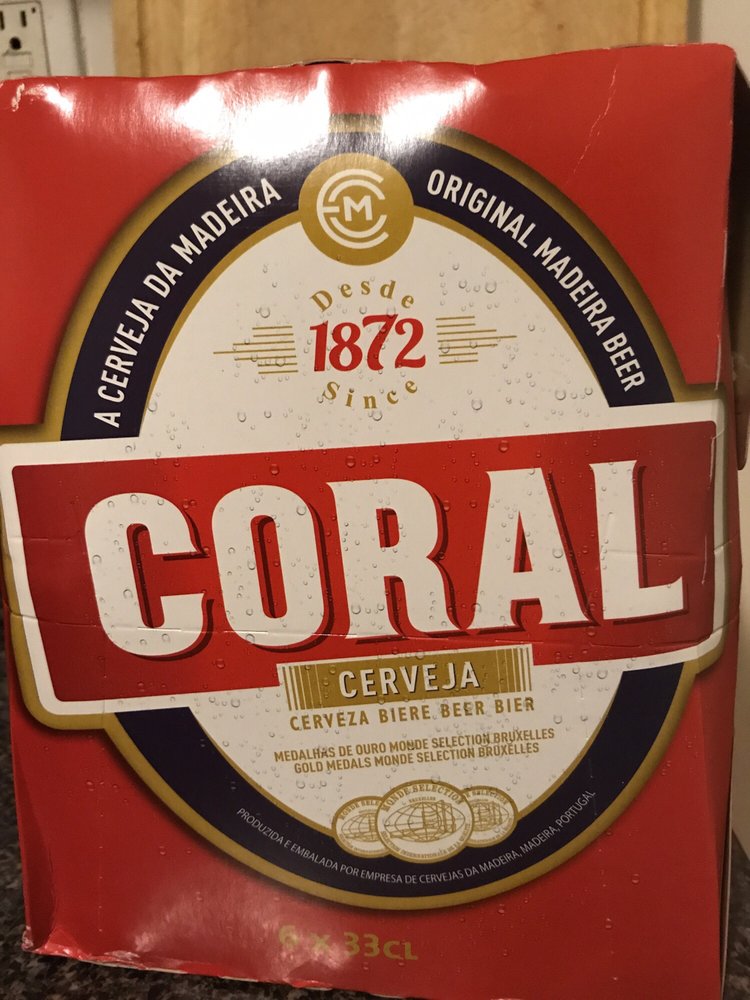 A CERVEJA DA MADEIRA
ORIGINAL MADEIRA BEER
Desde
1872
Since
CORAL
CERVEJA
CERVEZA BIERE BEER BIER
MEDALHAS DE OURO MONDE SELECTION BRUXELLES
GOLD MEDALS MONDE SELECTION BRUXELLES
MONDE SELECTION
PRODUZIDA E EMBALADA POR EMPRESA DE CERVEJAS DA MADEIRA, MADEIRA, PORTUGAL
6 x 33CL